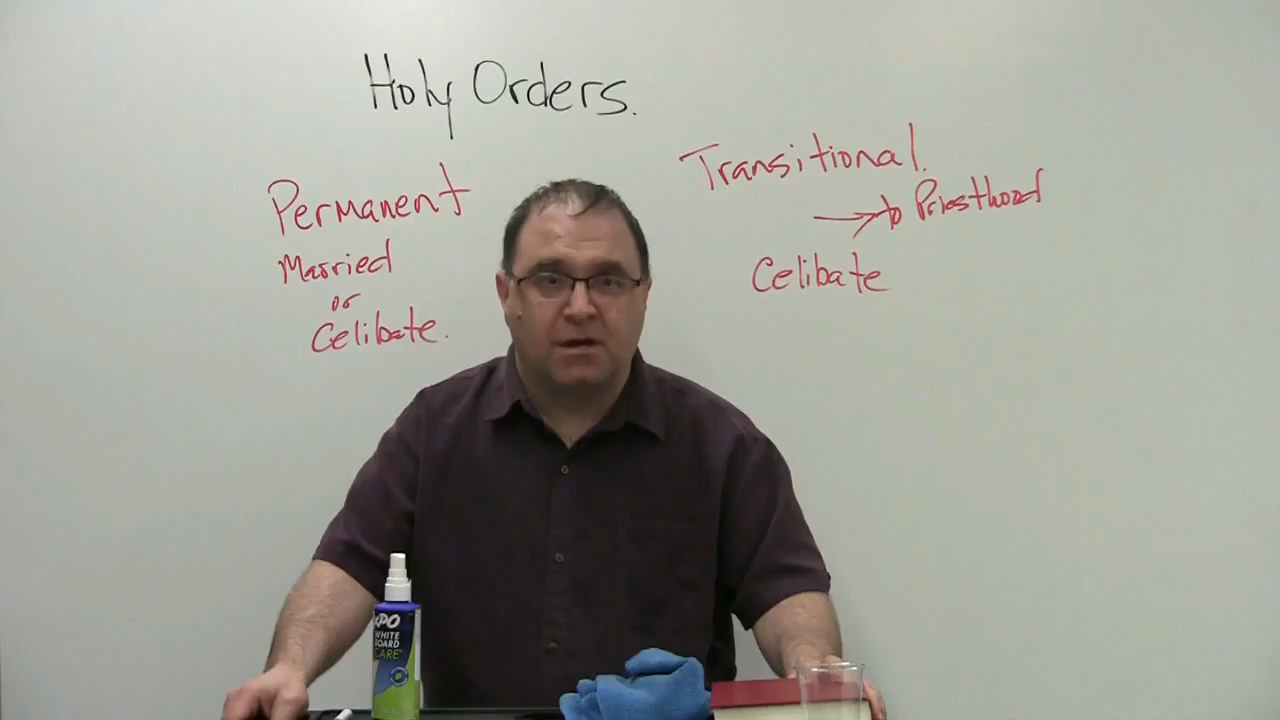 Holy Orders.
Permanent
Married
or
Celibate.
Transitional.
→ to Priesthood
Celibate
EXPO
WHITE
BOARD
CARE